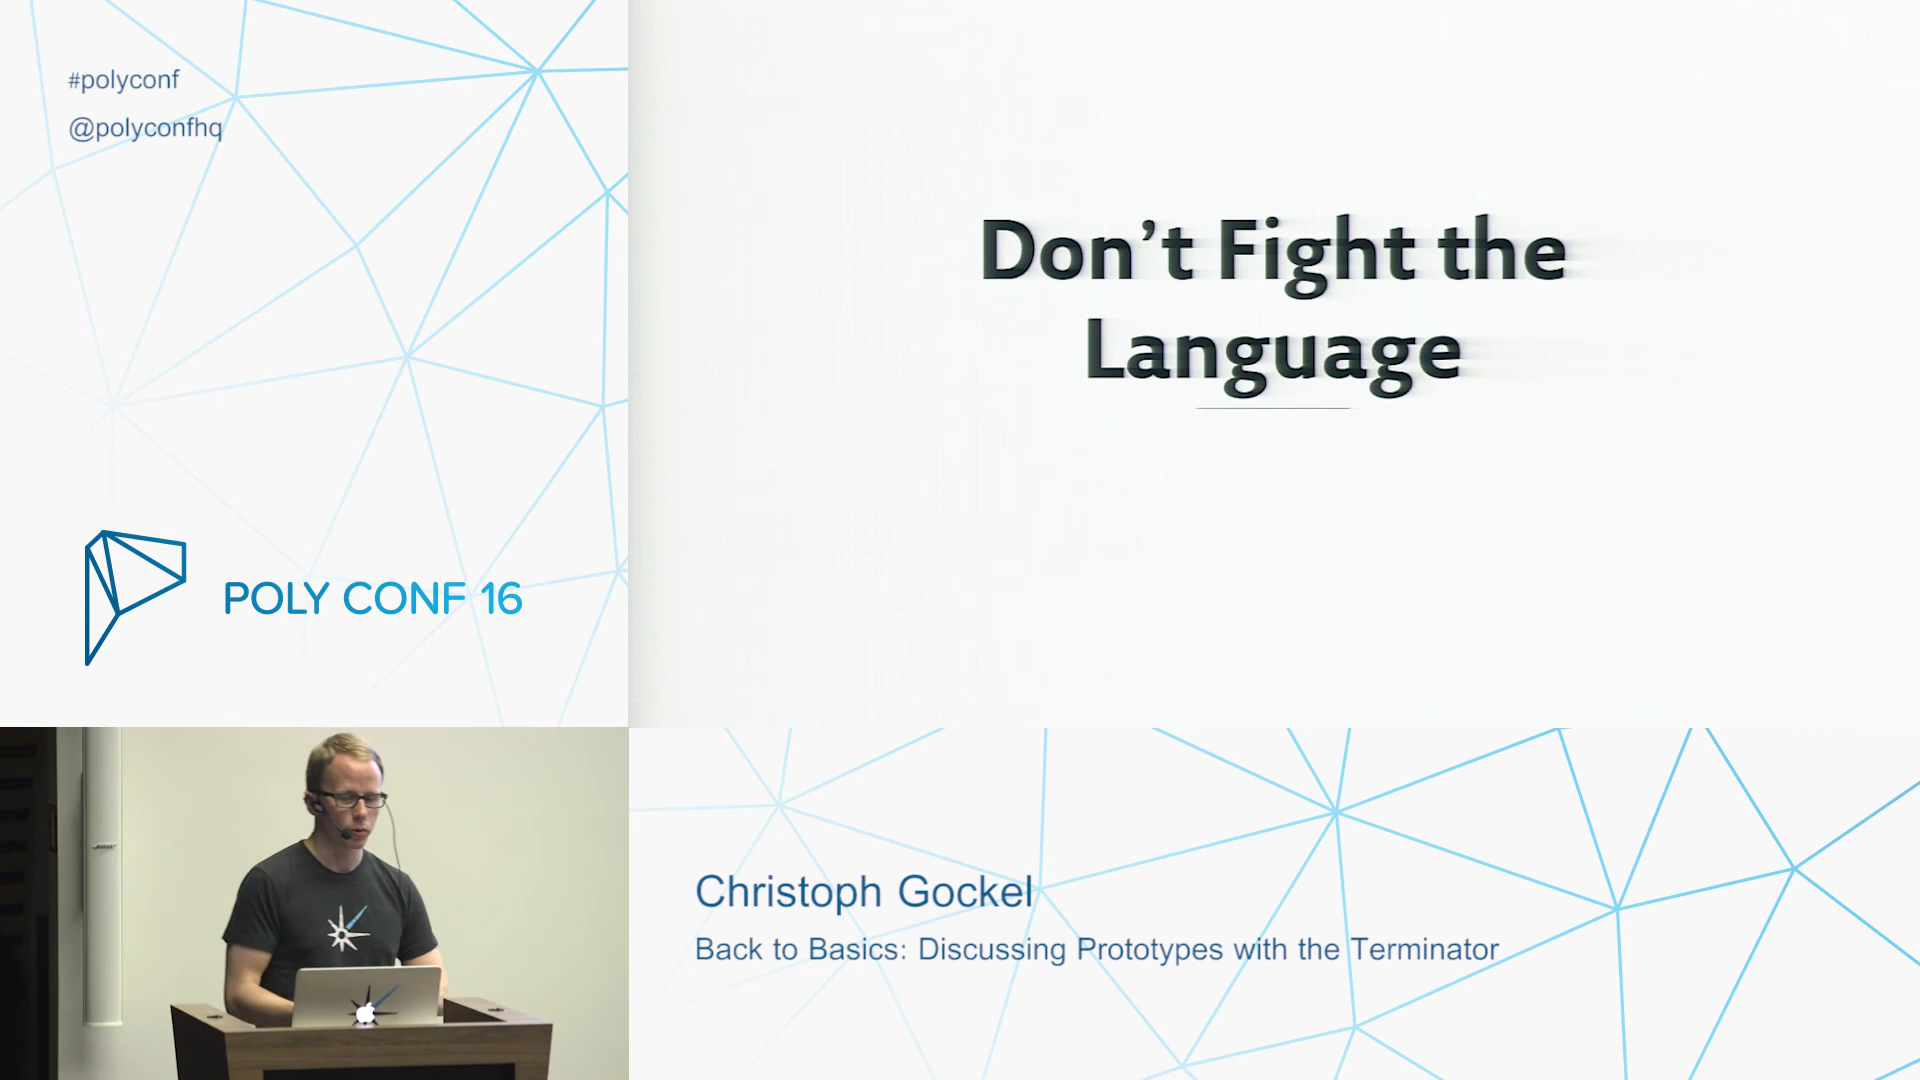 #polyconf
@polyconfhq
Don't Fight the
Language
POLY CONF 16
BOSE
Christoph Gockel
Back to Basics: Discussing Prototypes with the Terminator